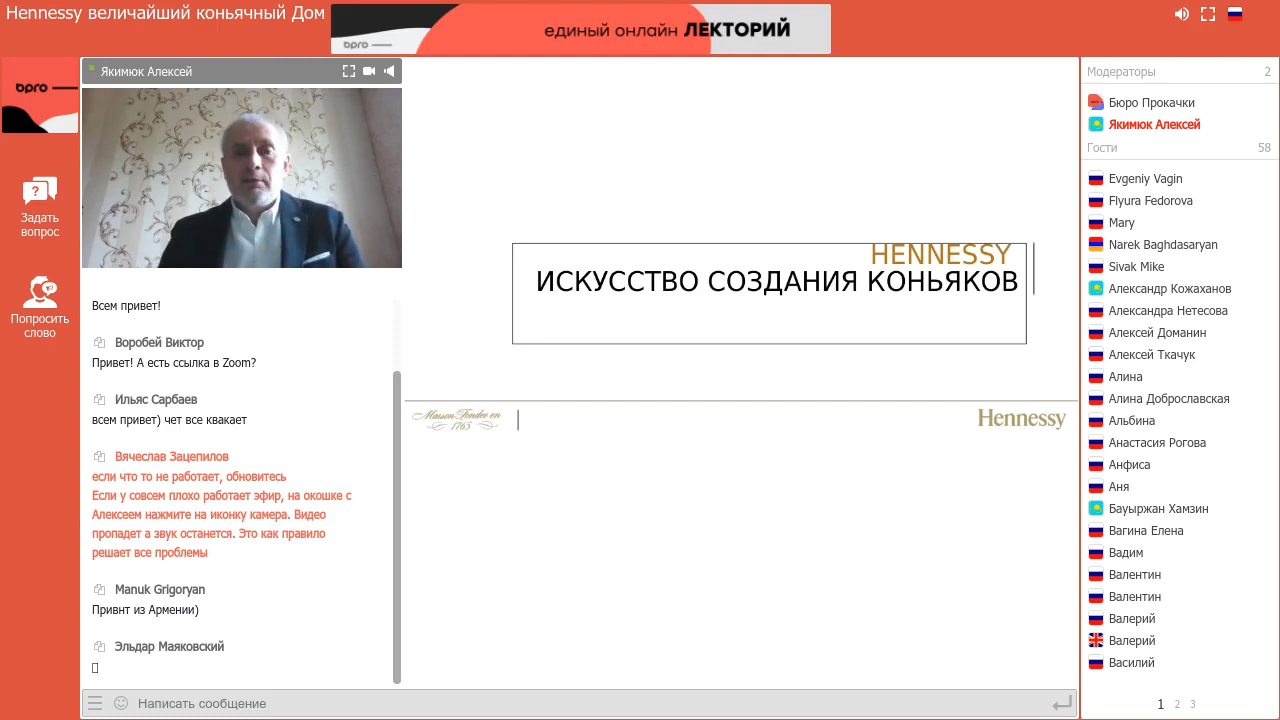 Hennessy величайший коньячный Дом
bpro
единый онлайн ЛЕКТОРИЙ
bpro
Задать
вопрос
Попросить
слово
Якимюк Алексей
Всем привет!
Воробей Виктор
Привет! А есть ссылка в Zoom?
Ильяс Сарбаев
всем привет) чет все квакает
Вячеслав Зацепилов
если что то не работает, обновитесь
Если у совсем плохо работает эфир, на окошке с
Алексеем нажмите на иконку камера. Видео
пропадет а звук останется. Это как правило
решает все проблемы
Manuk Grigoryan
Привнт из Армении)
Эльдар Маяковский
Написать сообщение
HENNESSY
ИСКУССТВО СОЗДАНИЯ КОНЬЯКОВ
Maison Fondée en
1765
Hennessy
Модераторы 2
Бюро Прокачки
Якимюк Алексей
Гости 58
Evgeniy Vagin
Flyura Fedorova
Mary
Narek Baghdasaryan
Sivak Mike
Александр Кожаханов
Александра Нетесова
Алексей Доманин
Алексей Ткачук
Алина
Алина Доброславская
Альбина
Анастасия Рогова
Анфиса
Аня
Бауыржан Хамзин
Вагина Елена
Вадим
Валентин
Валентин
Валерий
Валерий
Василий
1 2 3